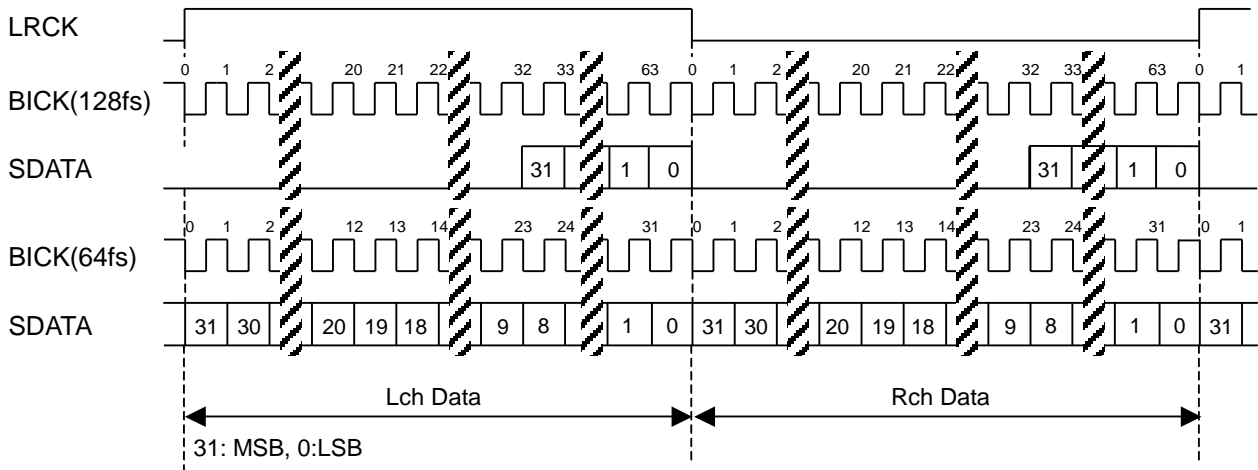 LRCK
0 1 2 20 21 22 32 33 63 0 1 2 20 21 22 32 33 63 0 1
BICK(128fs)
SDATA 31 1 0 31 1 0
0 1 2 12 13 14 23 24 31 0 1 2 12 13 14 23 24 31 0 1
BICK(64fs)
SDATA 31 30 20 19 18 9 8 1 0 31 30 20 19 18 9 8 1 0 31
Lch Data Rch Data
31: MSB, 0:LSB